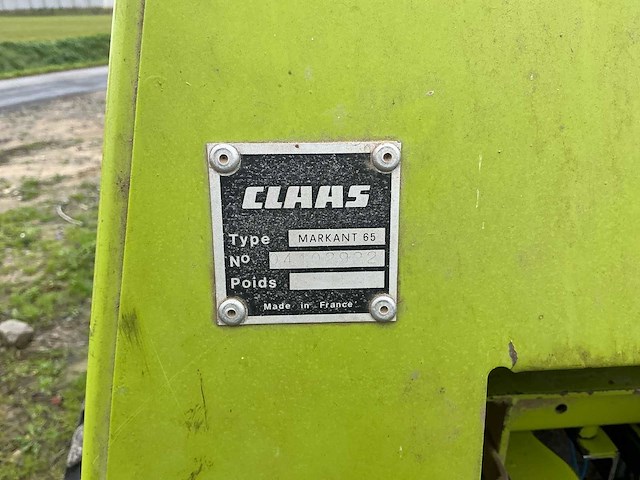 CLAAS
Type MARKANT 65
No
Poids
Made in France